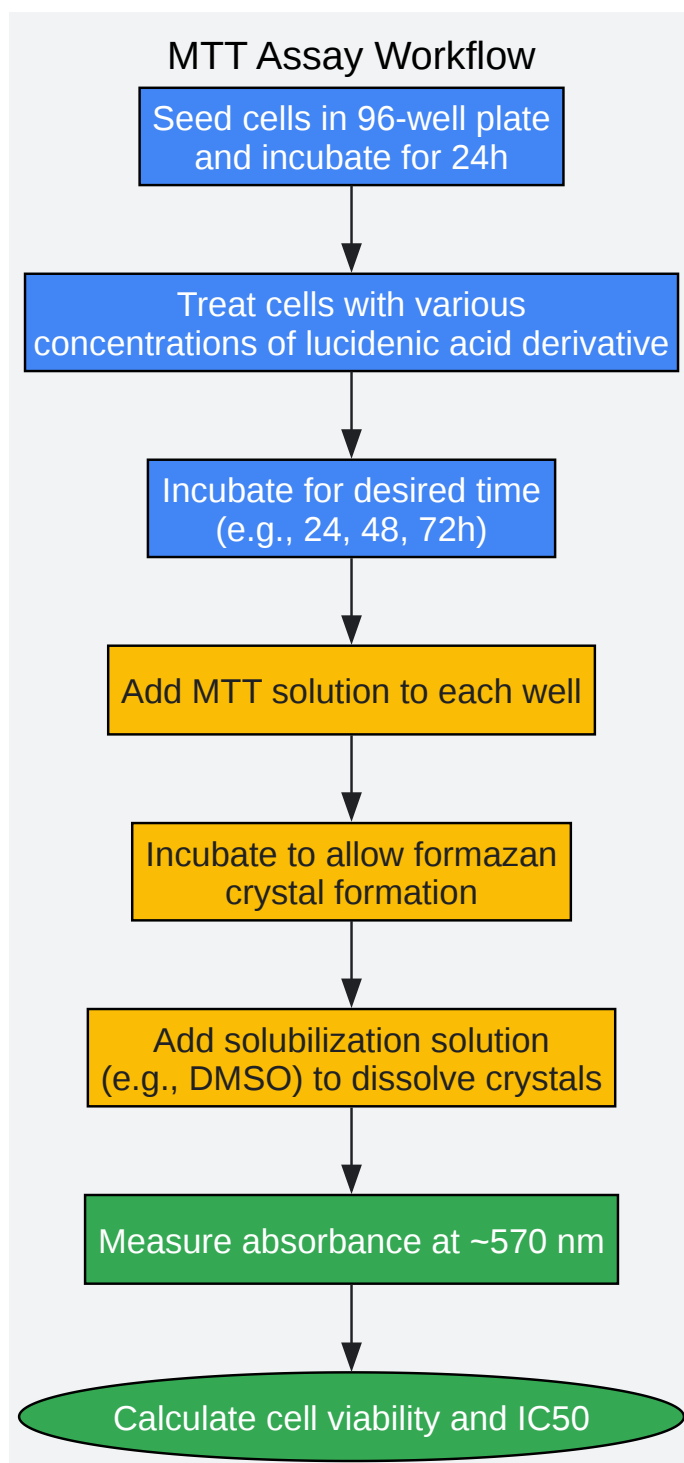 MTT Assay Workflow
Seed cells in 96-well plate
and incubate for 24h
Treat cells with various
concentrations of lucidenic acid derivative
Incubate for desired time
(e.g., 24, 48, 72h)
Add MTT solution to each well
Incubate to allow formazan
crystal formation
Add solubilization solution
(e.g., DMSO) to dissolve crystals
Measure absorbance at ~570 nm
Calculate cell viability and IC50